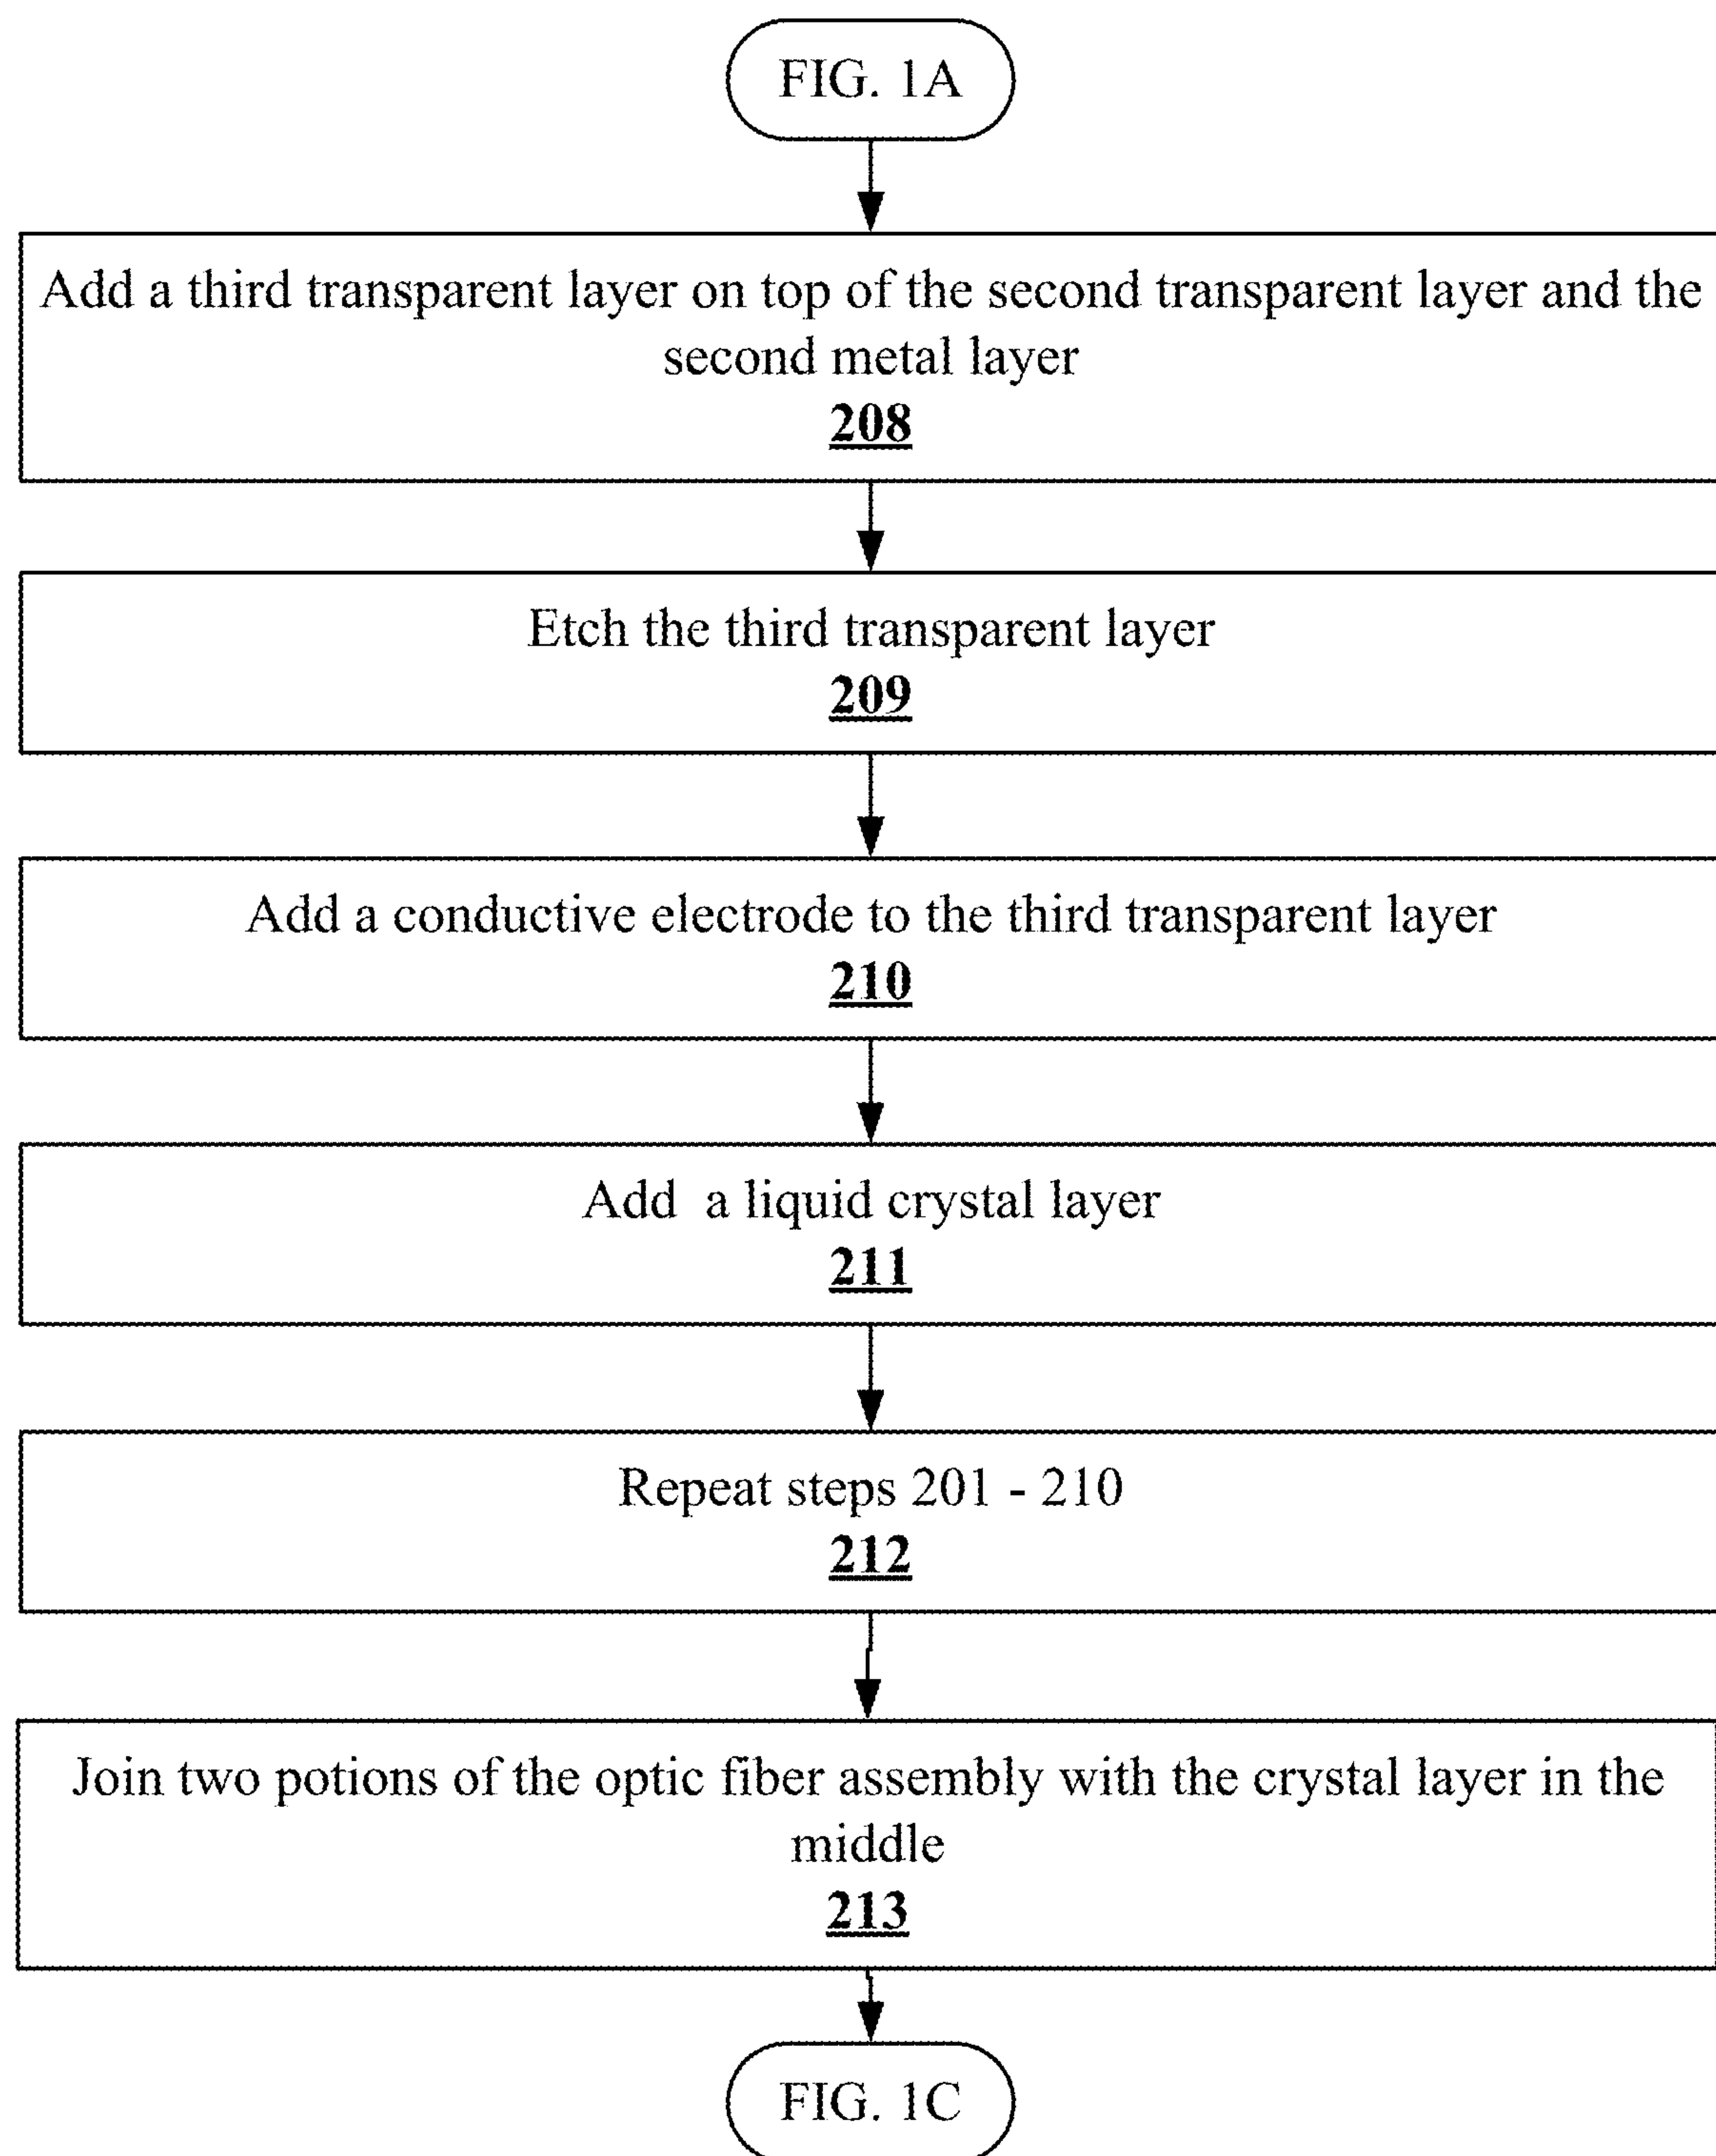 FIG. 1A
Add a third transparent layer on top of the second transparent layer and the
second metal layer
208
Etch the third transparent layer
209
Add a conductive electrode to the third transparent layer
210
Add  a liquid crystal layer
211
Repeat steps 201 - 210
212
Join two potions of the optic fiber assembly with the crystal layer in the
middle
213
FIG. 1C